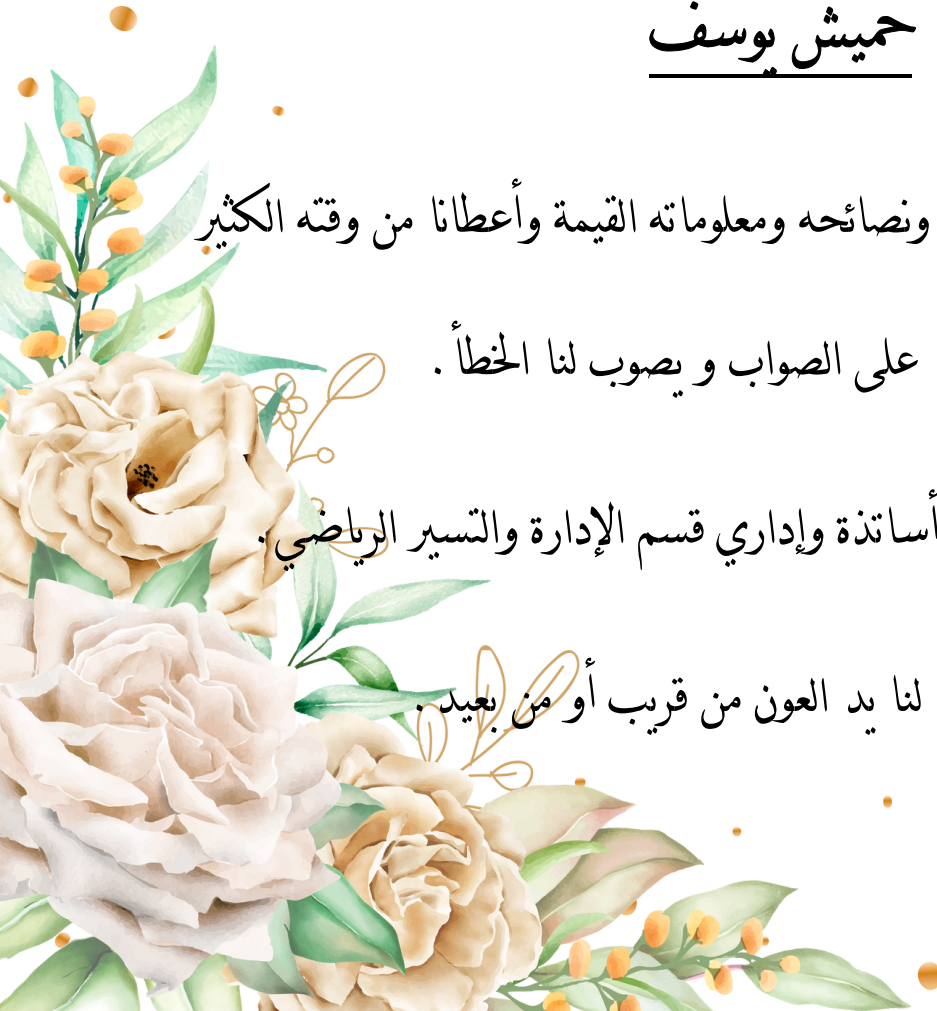 حميش يوسف
ونصائحه ومعلوماته القيمة وأعطانا من وقته الكثير
على الصواب و يصوب لنا الخطأ .
أساتذة وإداري قسم الإدارة والتسير الرياضي .
لنا يد العون من قريب أو من بعيد .